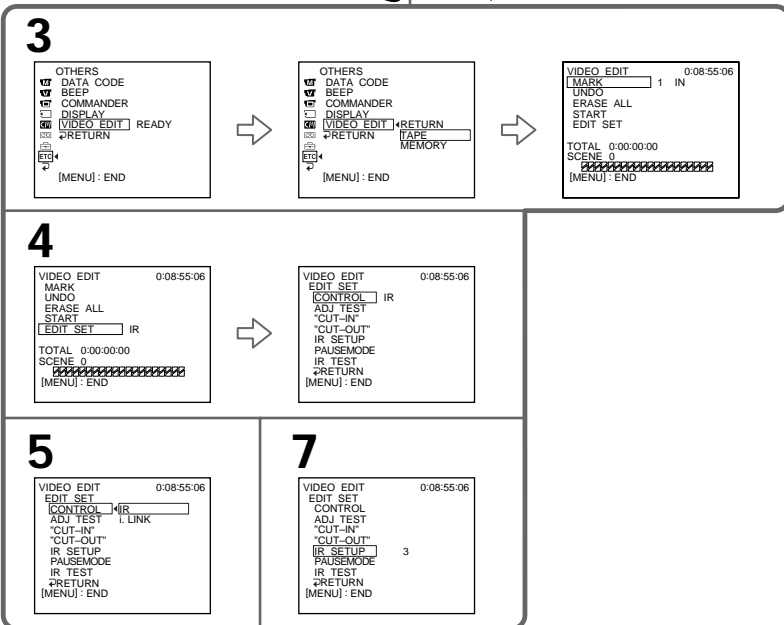 3
OTHERS
DATA CODE
BEEP
COMMANDER
DISPLAY
VIDEO EDIT READY
RETURN
ETC
[MENU] : END
OTHERS
DATA CODE
BEEP
COMMANDER
DISPLAY
VIDEO EDIT RETURN
RETURN TAPE
MEMORY
ETC
[MENU] : END
VIDEO EDIT 0:08:55:06
MARK 1 IN
UNDO
ERASE ALL
START
EDIT SET
TOTAL 0:00:00:00
SCENE 0
[MENU] : END
4
VIDEO EDIT 0:08:55:06
MARK
UNDO
ERASE ALL
START
EDIT SET IR
TOTAL 0:00:00:00
SCENE 0
[MENU] : END
VIDEO EDIT 0:08:55:06
EDIT SET
CONTROL IR
ADJ TEST
"CUT–IN"
"CUT–OUT"
IR SETUP
PAUSEMODE
IR TEST
RETURN
[MENU] : END
5
VIDEO EDIT 0:08:55:06
EDIT SET
CONTROL IR
ADJ TEST i. LINK
"CUT–IN"
"CUT–OUT"
IR SETUP
PAUSEMODE
IR TEST
RETURN
[MENU] : END
7
VIDEO EDIT 0:08:55:06
EDIT SET
CONTROL
ADJ TEST
"CUT–IN"
"CUT–OUT"
IR SETUP 3
PAUSEMODE
IR TEST
RETURN
[MENU] : END